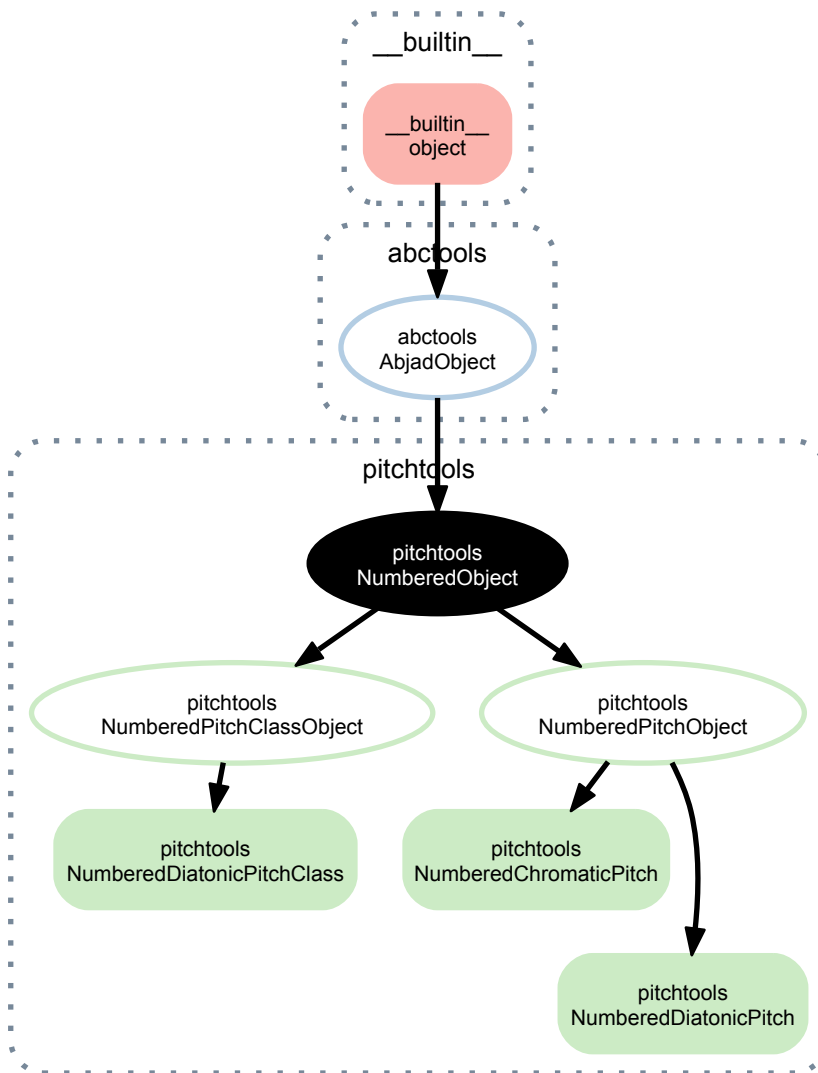 __builtin__
__builtin__
object
abctools
abctools
AbjadObject
pitchtools
pitchtools
NumberedObject
pitchtools
NumberedPitchClassObject
pitchtools
NumberedPitchObject
pitchtools
NumberedDiatonicPitchClass
pitchtools
NumberedChromaticPitch
pitchtools
NumberedDiatonicPitch